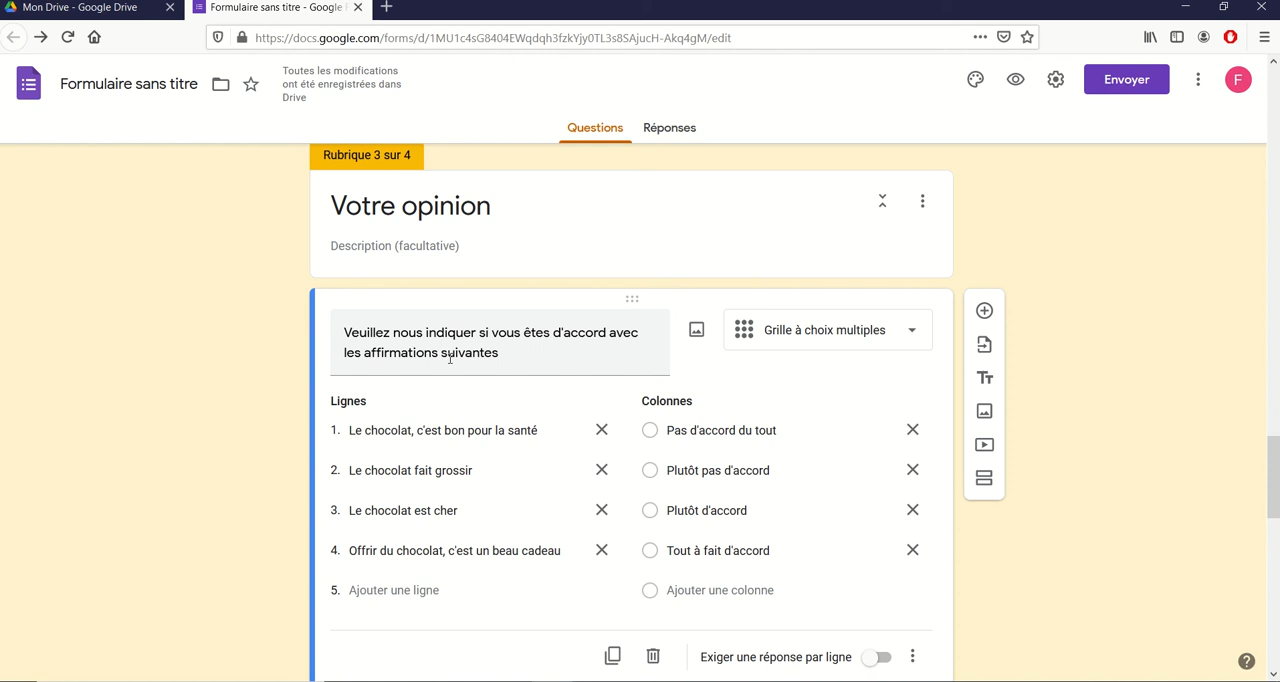 Mon Drive - Google Drive
Formulaire sans titre - Google F
https://docs.google.com/forms/d/1MU1c4sG8404EWqdqh3fzkYjy0TL3s8SAjucH-Akq4gM/edit
Formulaire sans titre
Toutes les modifications
ont été enregistrées dans
Drive
Envoyer
F
Questions
Réponses
Rubrique 3 sur 4
Votre opinion
Description (facultative)
Veuillez nous indiquer si vous êtes d'accord avec
les affirmations suivantes
Grille à choix multiples
Lignes
Colonnes
1. Le chocolat, c'est bon pour la santé
Pas d'accord du tout
2. Le chocolat fait grossir
Plutôt pas d'accord
3. Le chocolat est cher
Plutôt d'accord
4. Offrir du chocolat, c'est un beau cadeau
Tout à fait d'accord
5. Ajouter une ligne
Ajouter une colonne
Exiger une réponse par ligne